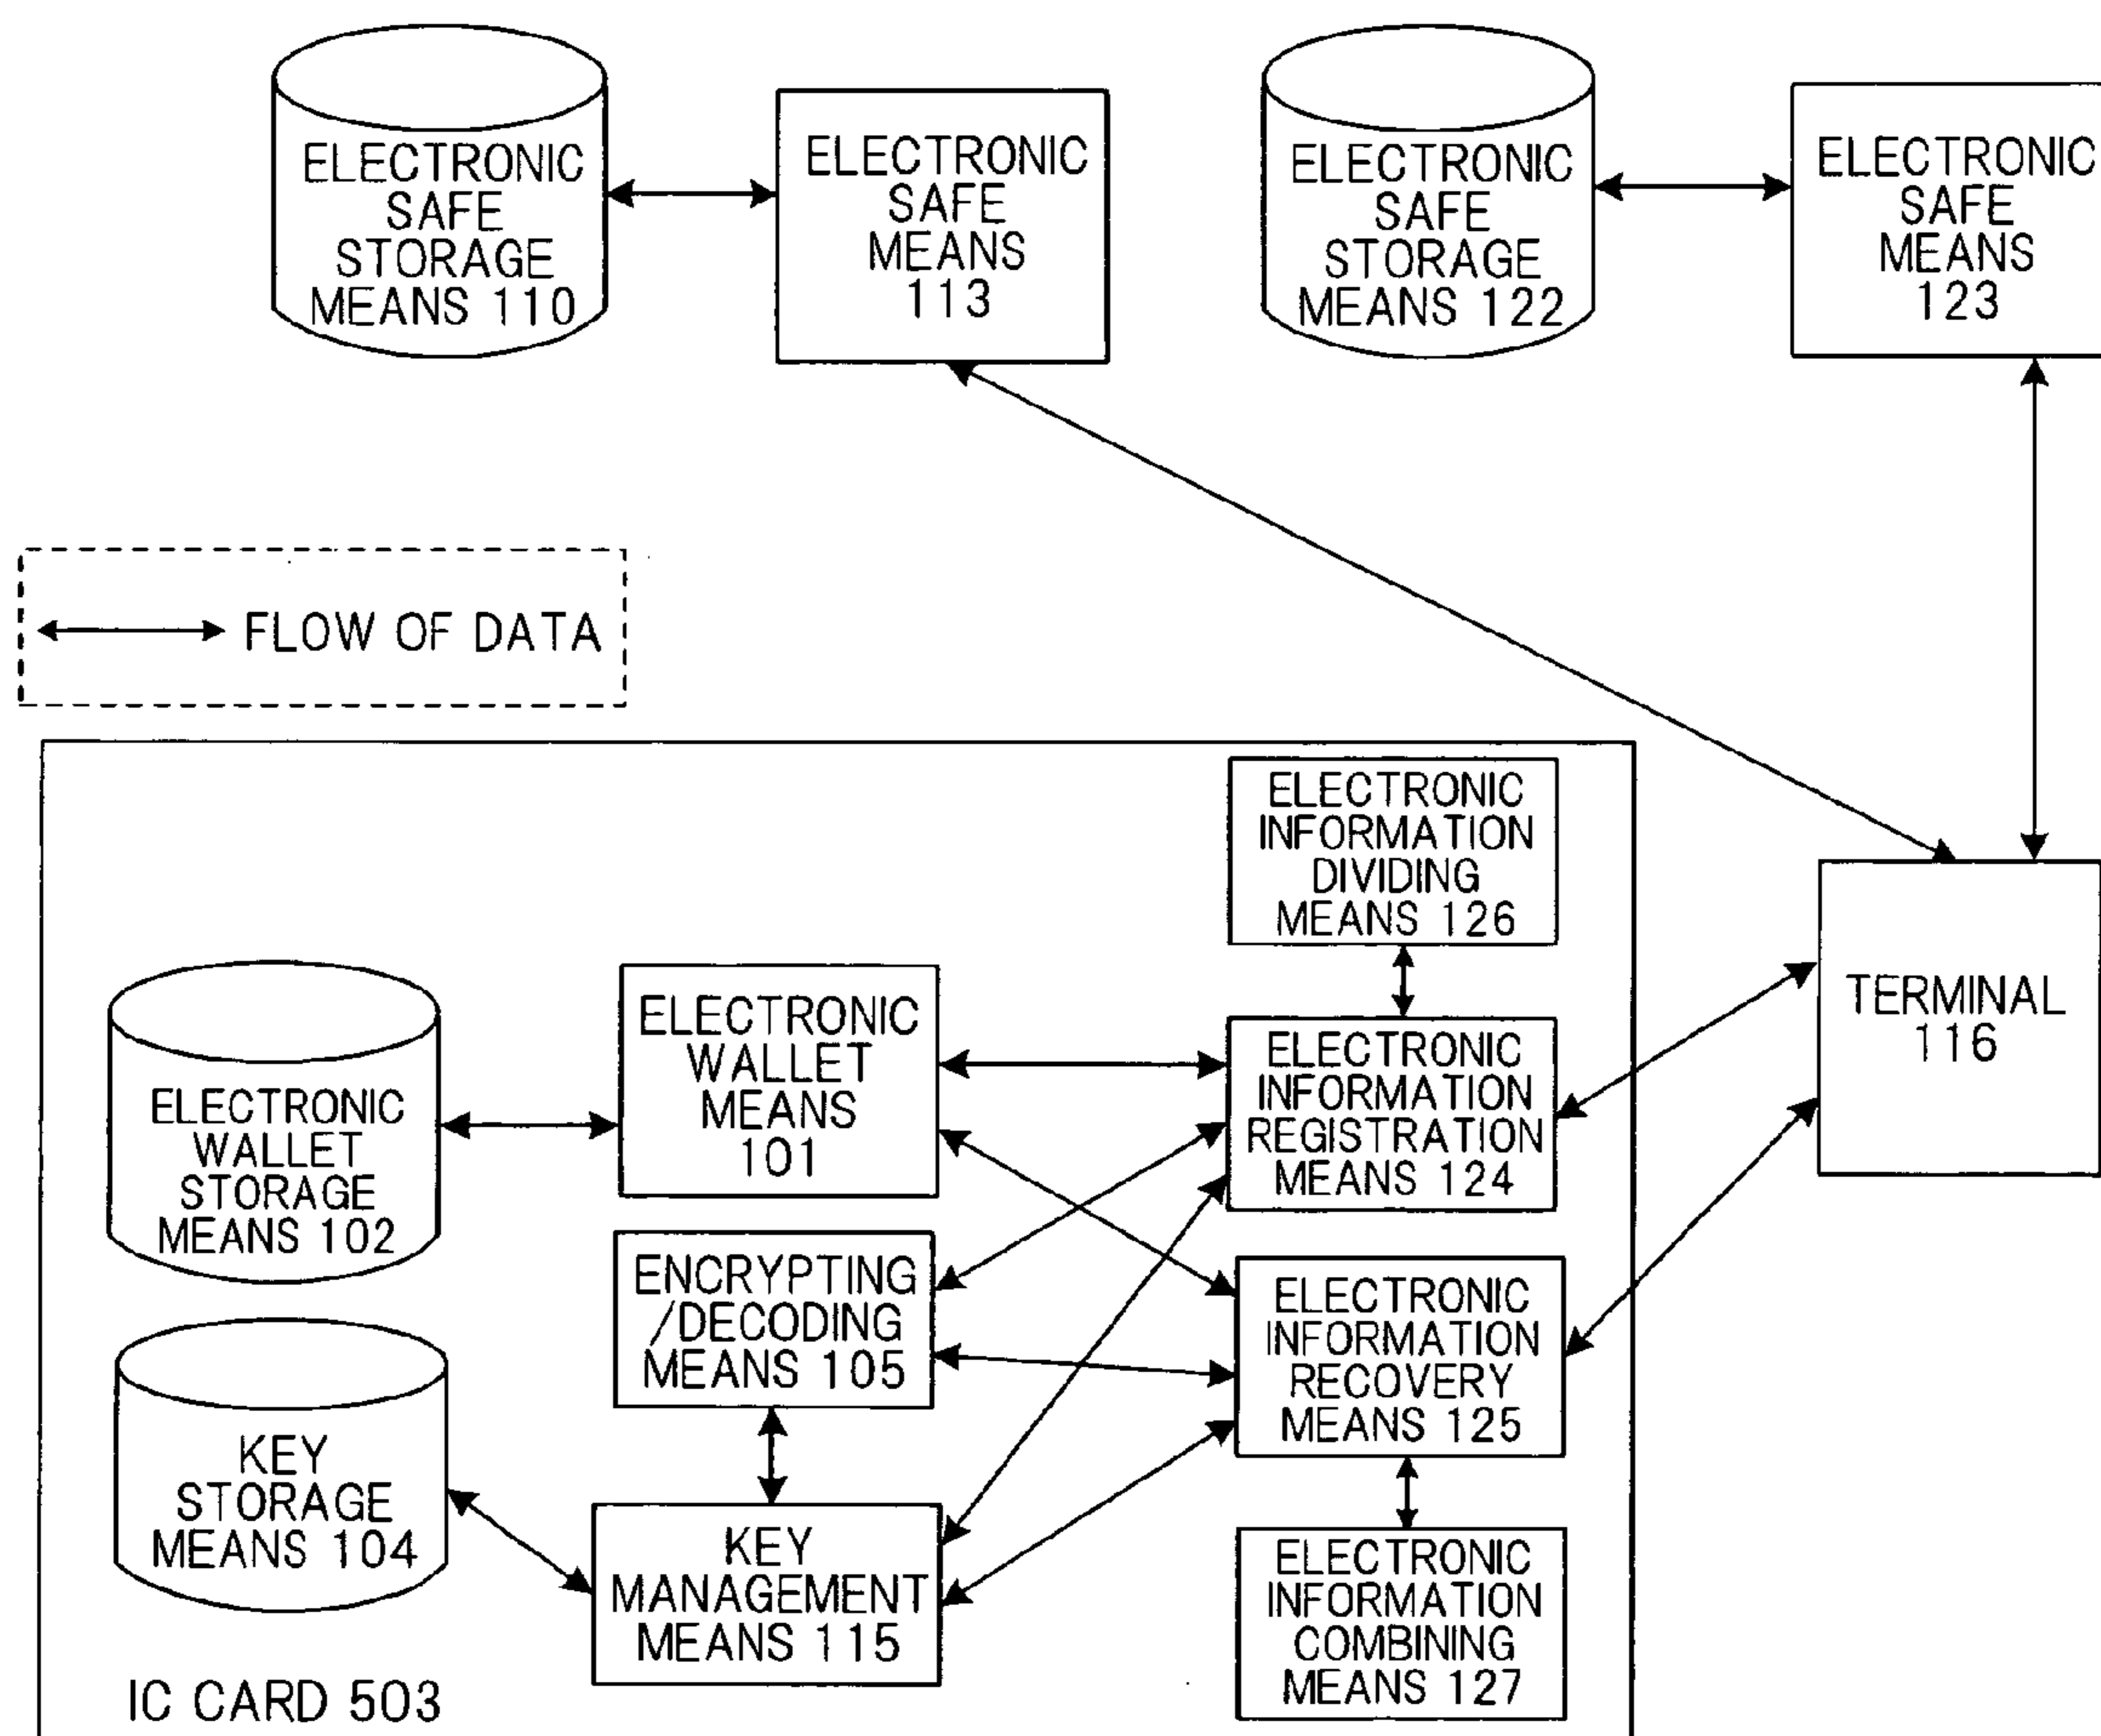 ELECTRONIC
SAFE
STORAGE
MEANS 110
ELECTRONIC
SAFE
MEANS
113
ELECTRONIC
SAFE
STORAGE
MEANS 122
ELECTRONIC
SAFE
MEANS
123
FLOW OF DATA
ELECTRONIC
INFORMATION
DIVIDING
MEANS 126
TERMINAL
116
ELECTRONIC
WALLET
STORAGE
MEANS 102
ELECTRONIC
WALLET
MEANS
101
ELECTRONIC
INFORMATION
REGISTRATION
MEANS 124
ENCRYPTING
/DECODING
MEANS 105
ELECTRONIC
INFORMATION
RECOVERY
MEANS 125
KEY
STORAGE
MEANS 104
KEY
MANAGEMENT
MEANS 115
ELECTRONIC
INFORMATION
COMBINING
MEANS 127
IC CARD 503